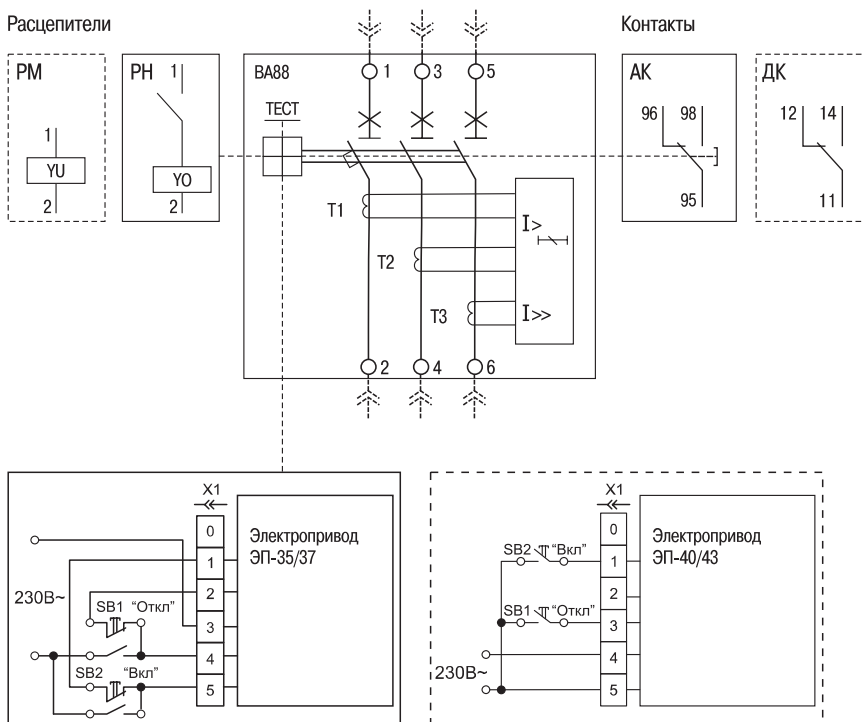 Расцепители
Контакты
РМ
1
YU
2
РН
1
YO
2
ВА88
1
3
5
ТЕСТ
Т1
Т2
Т3
I>
I>>
2
4
6
АК
96
98
95
ДК
12
14
11
X1
0
1
2
3
4
5
Электропривод
ЭП-35/37
230В~
SB1 "Откл"
SB2 "Вкл"
X1
0
1
2
3
4
5
Электропривод
ЭП-40/43
SB2 "Вкл"
SB1 "Откл"
230В~